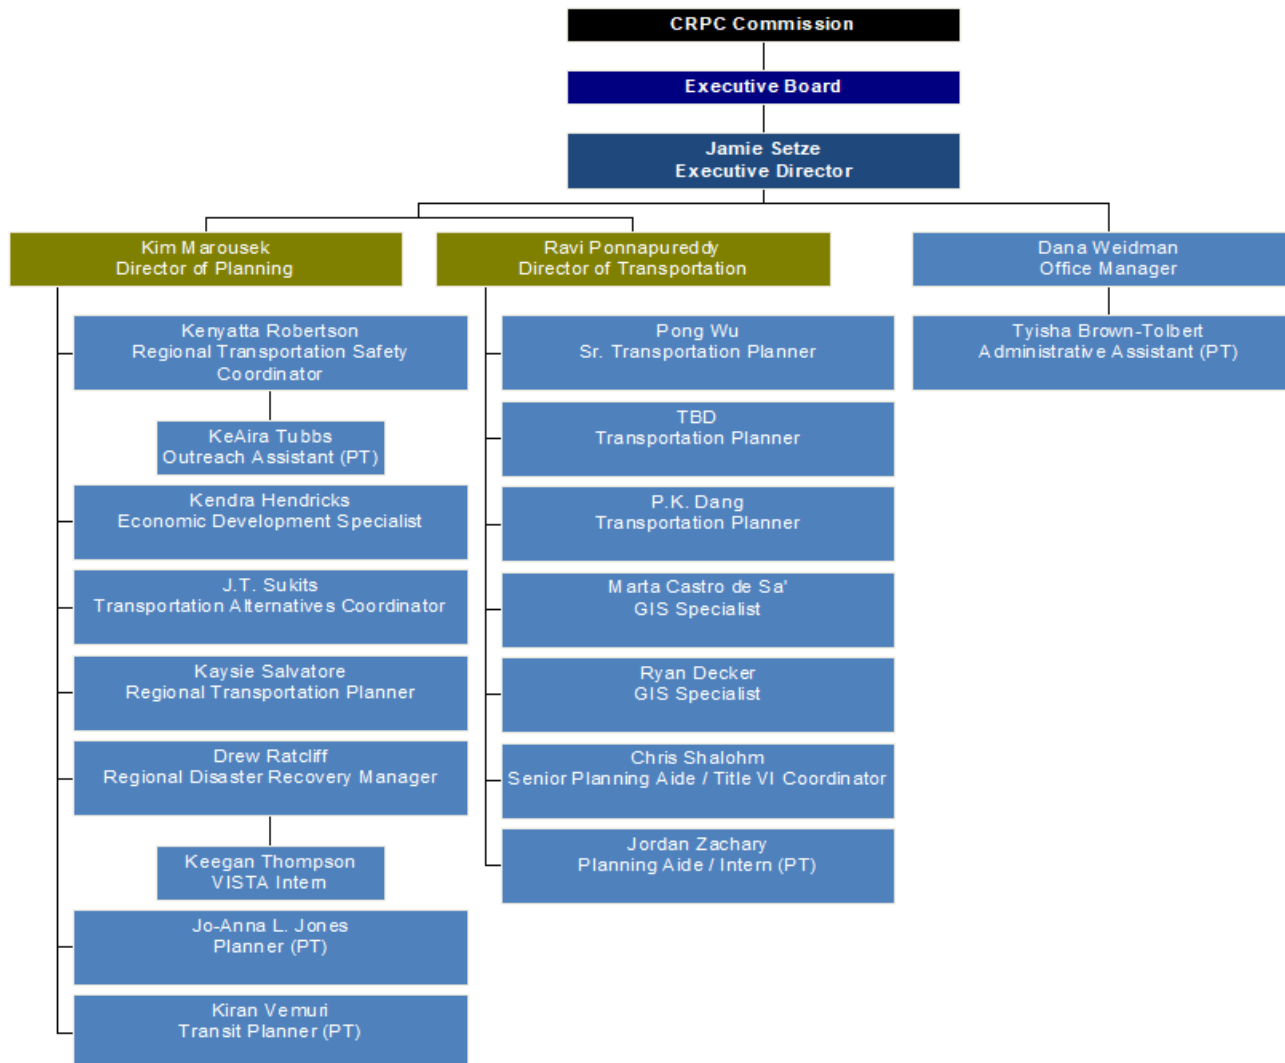 CRPC Commission
Executive Board
Jamie Setze
Executive Director
Kim Marousek
Director of Planning
Kenyatta Robertson
Regional Transportation Safety
Coordinator
KeAira Tubbs
Outreach Assistant (PT)
Kendra Hendricks
Economic Development Specialist
J.T. Sukits
Transportation Alternatives Coordinator
Kaysie Salvatore
Regional Transportation Planner
Drew Ratcliff
Regional Disaster Recovery Manager
Keegan Thompson
VISTA Intern
Jo-Anna L. Jones
Planner (PT)
Kiran Vemuri
Transit Planner (PT)
Ravi Ponnapureddy
Director of Transportation
Pong Wu
Sr. Transportation Planner
TBD
Transportation Planner
P.K. Dang
Transportation Planner
Marta Castro de Sa'
GIS Specialist
Ryan Decker
GIS Specialist
Chris Shalohm
Senior Planning Aide / Title VI Coordinator
Jordan Zachary
Planning Aide / Intern (PT)
Dana Weidman
Office Manager
Tyisha Brown-Tolbert
Administrative Assistant (PT)